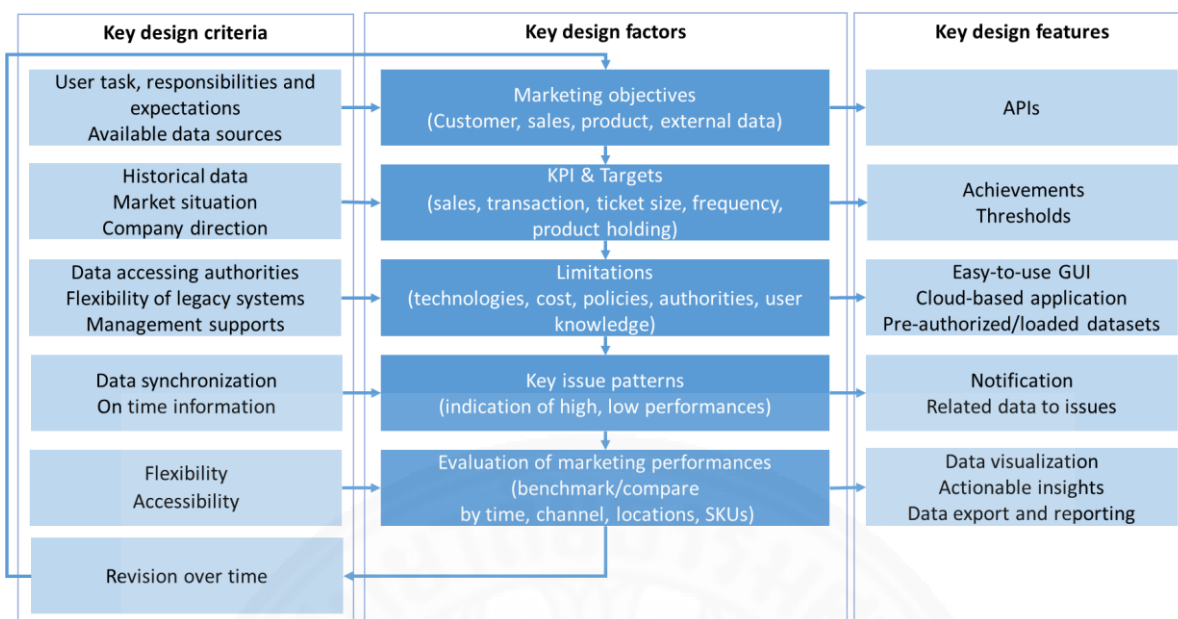 Key design criteria
Key design factors
Key design features
User task, responsibilities and
expectations
Available data sources
Marketing objectives
(Customer, sales, product, external data)
APIs
Historical data
Market situation
Company direction
KPI & Targets
(sales, transaction, ticket size, frequency,
product holding)
Achievements
Thresholds
Data accessing authorities
Flexibility of legacy systems
Management supports
Limitations
(technologies, cost, policies, authorities, user
knowledge)
Easy-to-use GUI
Cloud-based application
Pre-authorized/loaded datasets
Data synchronization
On time information
Key issue patterns
(indication of high, low performances)
Notification
Related data to issues
Flexibility
Accessibility
Evaluation of marketing performances
(benchmark/compare
by time, channel, locations, SKUs)
Data visualization
Actionable insights
Data export and reporting
Revision over time